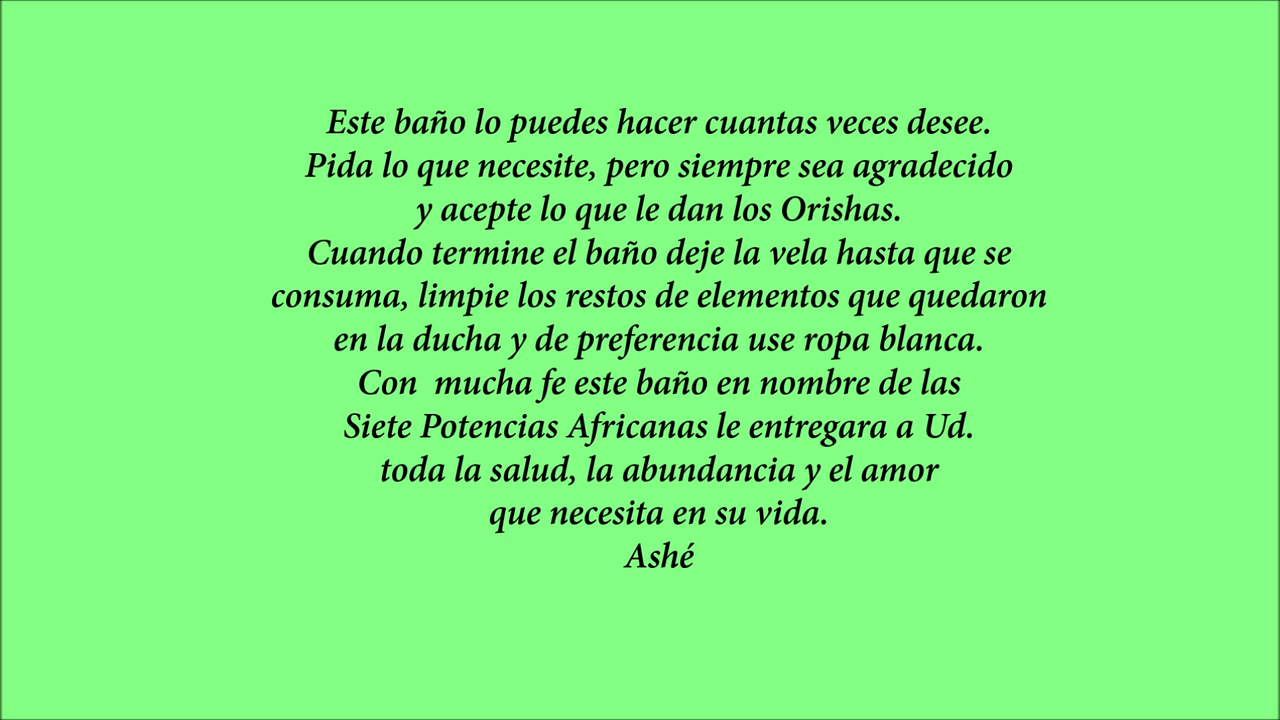 Este baño lo puedes hacer cuantas veces desee.
Pida lo que necesite, pero siempre sea agradecido
y acepte lo que le dan los Orishas.
Cuando termine el baño deje la vela hasta que se
consuma, limpie los restos de elementos que quedaron
en la ducha y de preferencia use ropa blanca.
Con  mucha fe este baño en nombre de las
Siete Potencias Africanas le entregara a Ud.
toda la salud, la abundancia y el amor
que necesita en su vida.
Ashé